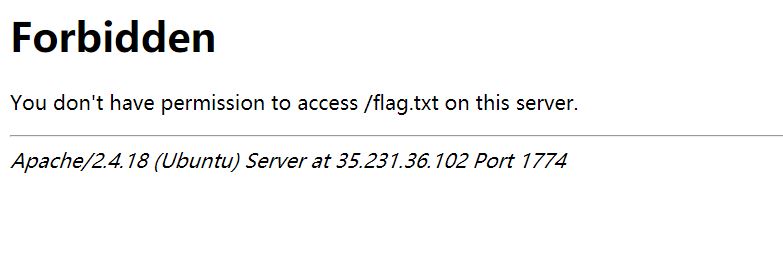 Forbidden
You don't have permission to access /flag.txt on this server.
Apache/2.4.18 (Ubuntu) Server at 35.231.36.102 Port 1774